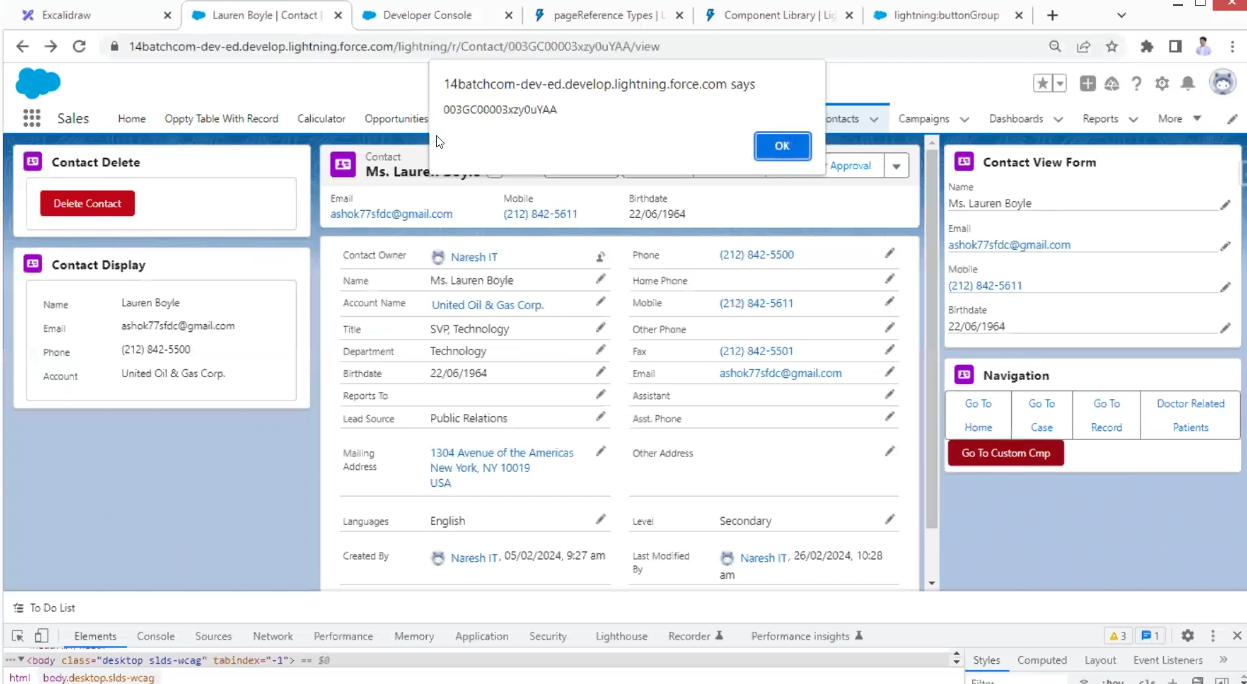 Excalidraw
Lauren Boyle | Contact |
Developer Console
pageReference Types | L
Component Library | Lig
lightning:buttonGroup
14batchcom-dev-ed.develop.lightning.force.com/lightning/r/Contact/003GC00003xzy0uYAA/view
14batchcom-dev-ed.develop.lightning.force.com says
003GC00003xzy0uYAA
OK
Sales
Home
Oppty Table With Record
Calculator
Opportunities
ontacts
Campaigns
Dashboards
Reports
More
Contact Delete
Delete Contact
Contact Display
Name Lauren Boyle
Email ashok77sfdc@gmail.com
Phone (212) 842-5500
Account United Oil & Gas Corp.
Contact
Ms. Lauren Boyle
Approval
Email Mobile Birthdate
ashok77sfdc@gmail.com (212) 842-5611 22/06/1964
Contact Owner Naresh IT Phone (212) 842-5500
Name Ms. Lauren Boyle Home Phone
Account Name United Oil & Gas Corp. Mobile (212) 842-5611
Title SVP, Technology Other Phone
Department Technology Fax (212) 842-5501
Birthdate 22/06/1964 Email ashok77sfdc@gmail.com
Reports To Assistant
Lead Source Public Relations Asst. Phone
Mailing Address
1304 Avenue of the Americas
New York, NY 10019
USA
Other Address
Languages English Level Secondary
Created By Naresh IT, 05/02/2024, 9:27 am
Last Modified By Naresh IT, 26/02/2024, 10:28 am
Contact View Form
Name
Ms. Lauren Boyle
Email
ashok77sfdc@gmail.com
Mobile
(212) 842-5611
Birthdate
22/06/1964
Navigation
Go To Home
Go To Case
Go To Record
Doctor Related Patients
Go To Custom Cmp
To Do List
Elements Console Sources Network Performance Memory Application Security Lighthouse Recorder Performance insights 3 1
<body class="desktop slds-wcag" tabindex="-1"> == $0
Styles Computed Layout Event Listeners
html body.desktop.slds-wcag
Filter :hov .cls